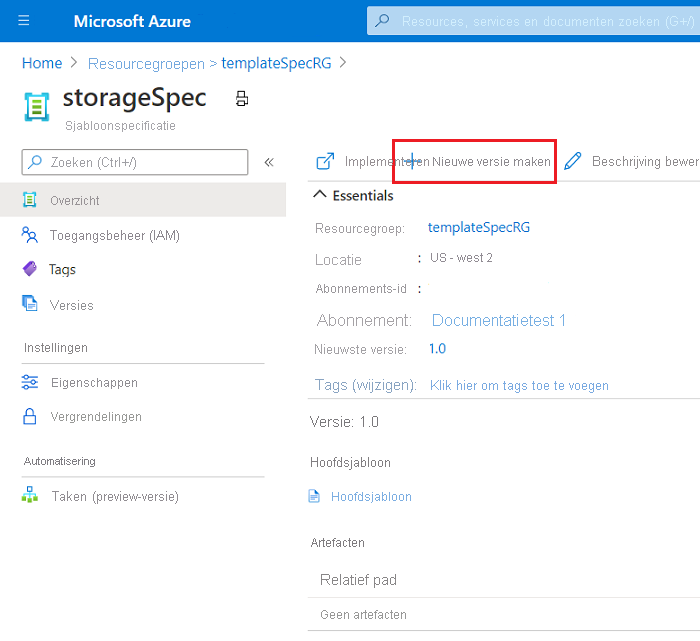 Microsoft Azure
Resources, services en documenten zoeken (G+/)
Home > Resourcegroepen > templateSpecRG >
storageSpec
Sjabloonspecificatie
Zoeken (Ctrl+/)
«
Implementeren
Nieuwe versie maken
Beschrijving bewer
Overzicht
Toegangsbeheer (IAM)
Tags
Versies
Instellingen
Eigenschappen
Vergrendelingen
Automatisering
Taken (preview-versie)
Essentials
Resourcegroep: templateSpecRG
Locatie : US - west 2
Abonnements-id :
Abonnement: Documentatietest 1
Nieuwste versie: 1.0
Tags (wijzigen): Klik hier om tags toe te voegen
Versie: 1.0
Hoofdsjabloon
Hoofdsjabloon
Artefacten
Relatief pad
Geen artefacten